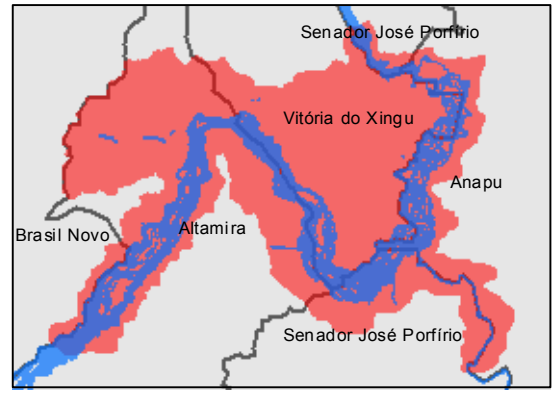 Senador José Porfírio
Vitória do Xingu
Anapu
Brasil Novo
Altamira
Senador José Porfírio